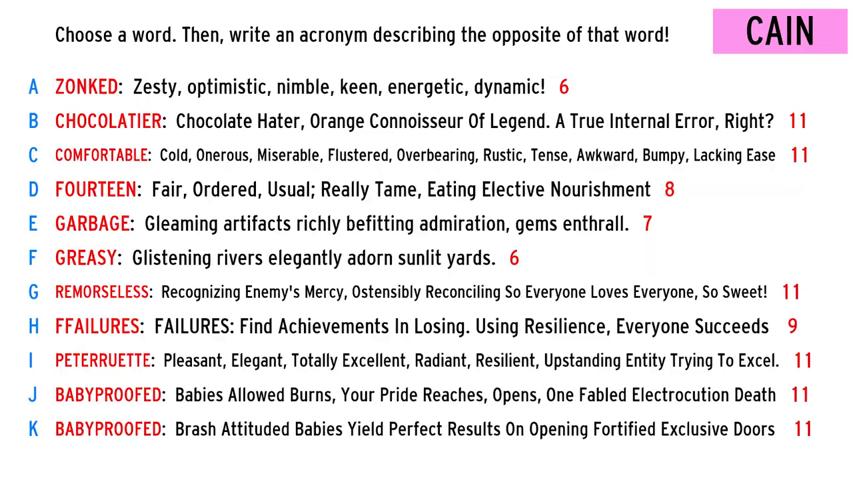 Choose a word. Then, write an acronym describing the opposite of that word!
CAIN
A ZONKED: Zesty, optimistic, nimble, keen, energetic, dynamic! 6
B CHOCOLATIER: Chocolate Hater, Orange Connoisseur Of Legend. A True Internal Error, Right? 11
C COMFORTABLE: Cold, Onerous, Miserable, Flustered, Overbearing, Rustic, Tense, Awkward, Bumpy, Lacking Ease 11
D FOURTEEN: Fair, Ordered, Usual; Really Tame, Eating Elective Nourishment 8
E GARBAGE: Gleaming artifacts richly befitting admiration, gems enthrall. 7
F GREASY: Glistening rivers elegantly adorn sunlit yards. 6
G REMORSELESS: Recognizing Enemy's Mercy, Ostensibly Reconciling So Everyone Loves Everyone, So Sweet! 11
H FFAILURES: FAILURES: Find Achievements In Losing. Using Resilience, Everyone Succeeds 9
I PETERRUETTE: Pleasant, Elegant, Totally Excellent, Radiant, Resilient, Upstanding Entity Trying To Excel. 11
J BABYPROOFED: Babies Allowed Burns, Your Pride Reaches, Opens, One Fabled Electrocution Death 11
K BABYPROOFED: Brash Attituded Babies Yield Perfect Results On Opening Fortified Exclusive Doors 11